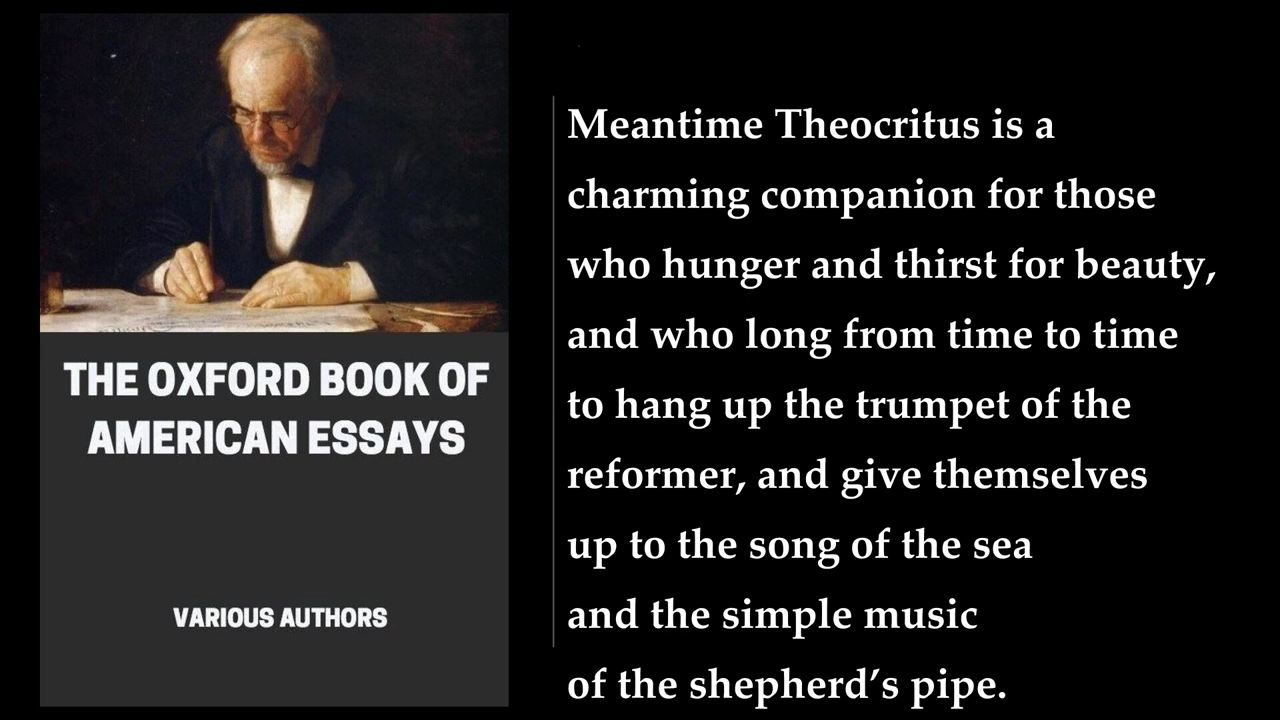 THE OXFORD BOOK OF
AMERICAN ESSAYS
VARIOUS AUTHORS
Meantime Theocritus is a
charming companion for those
who hunger and thirst for beauty,
and who long from time to time
to hang up the trumpet of the
reformer, and give themselves
up to the song of the sea
and the simple music
of the shepherd’s pipe.